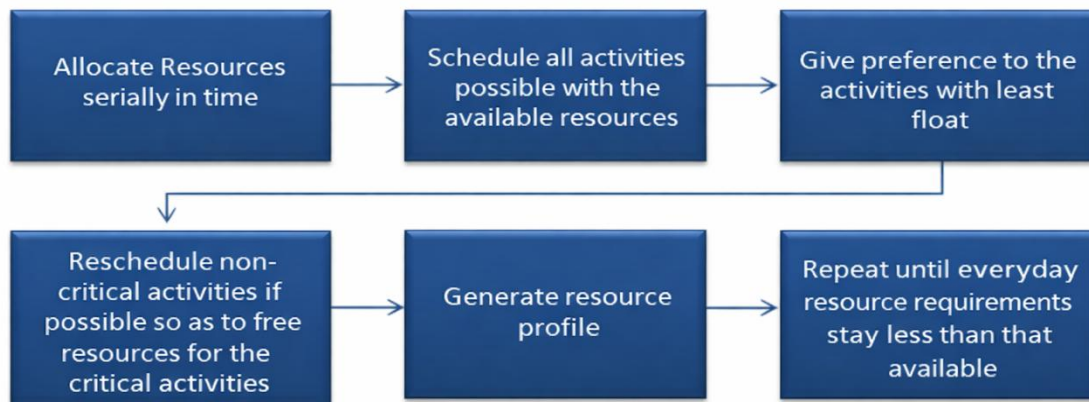 Allocate Resources
serially in time
Schedule all activities
possible with the
available resources
Give preference to the
activities with least
float
Reschedule non-
critical activities if
possible so as to free
resources for the
critical activities
Generate resource
profile
Repeat until everyday
resource requirements
stay less than that
available